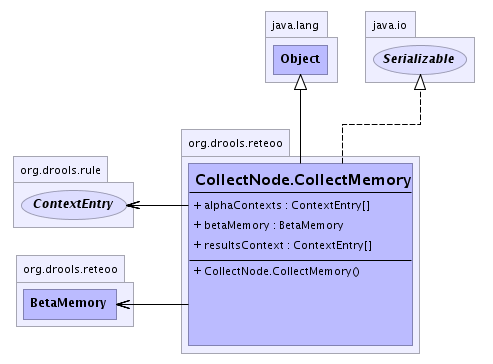 java.lang
java.io
Object
Serializable
org.drools.reteoo
org.drools.rule
CollectNode.CollectMemory
ContextEntry
+ alphaContexts : ContextEntry[]
+ betaMemory : BetaMemory
+ resultsContext : ContextEntry[]
org.drools.reteoo
+ CollectNode.CollectMemory()
BetaMemory